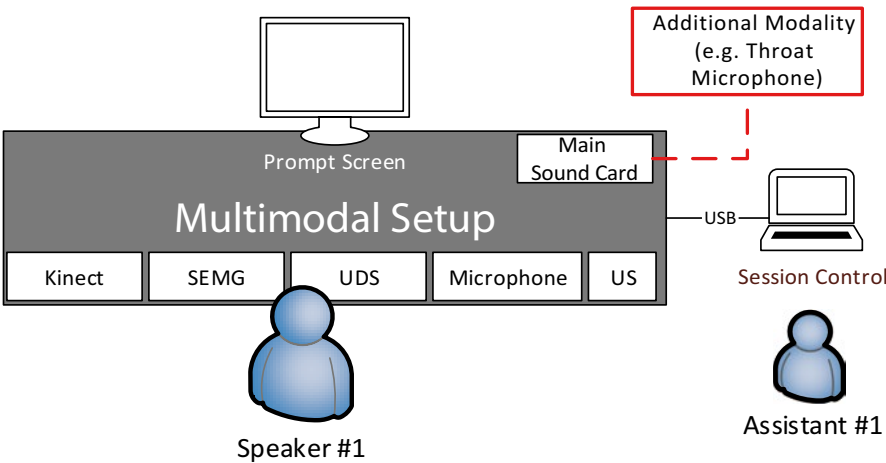 Additional Modality
(e.g. Throat
Microphone)
Prompt Screen
Main
Sound Card
Multimodal Setup
USB
Kinect
SEMG
UDS
Microphone
US
Session Control
Speaker #1
Assistant #1